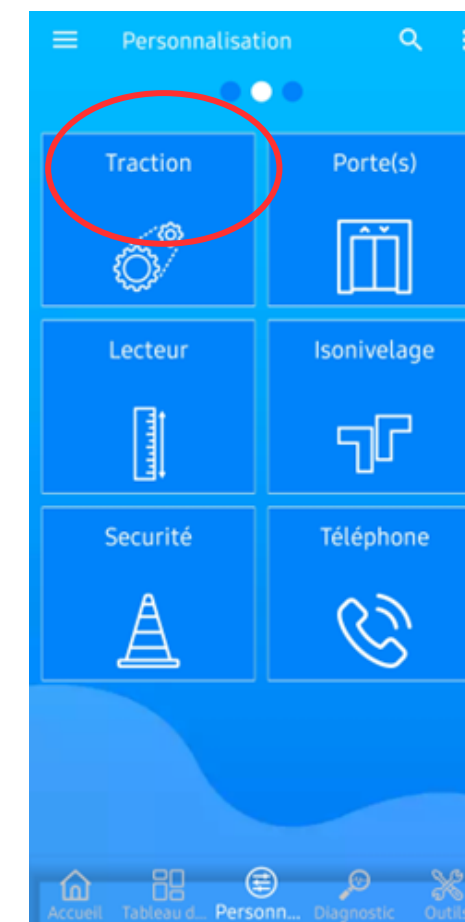 Personnalisation
Traction
Porte(s)
Lecteur
Isonivelage
Securité
Téléphone
Accueil
Tableau d...
Personn...
Diagnostic
Outil